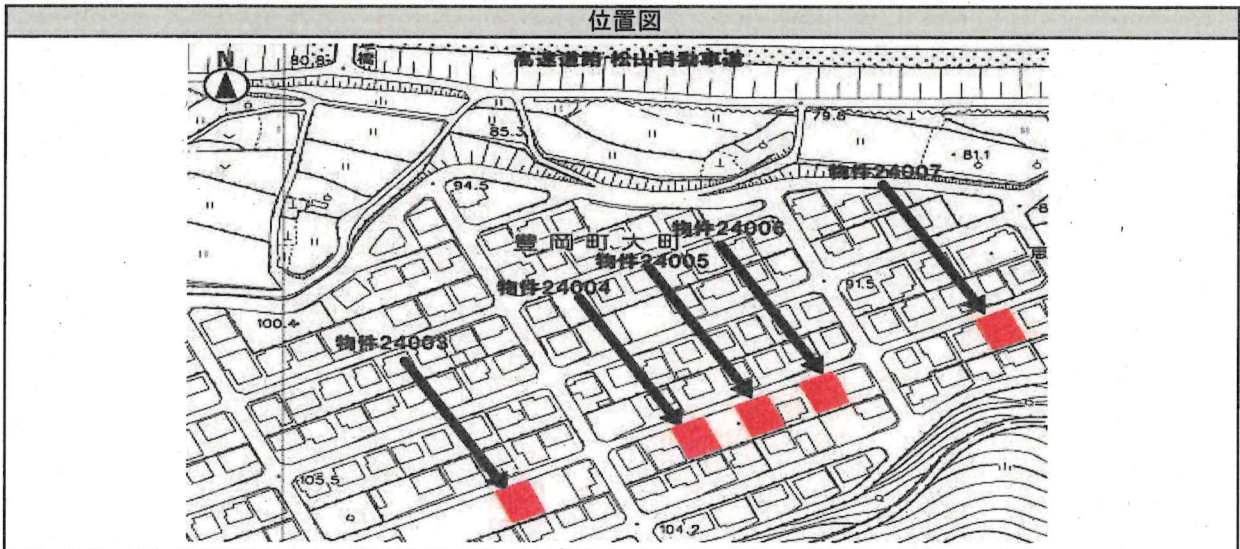 位置図
N
80.8
橋
高速道路 松山自動車道
85.3
79.8
81.1
94.5
物件24007
物件24006
豊岡町大町
物件24005
物件24004
91.5
100.4
物件24003
105.5
104.2